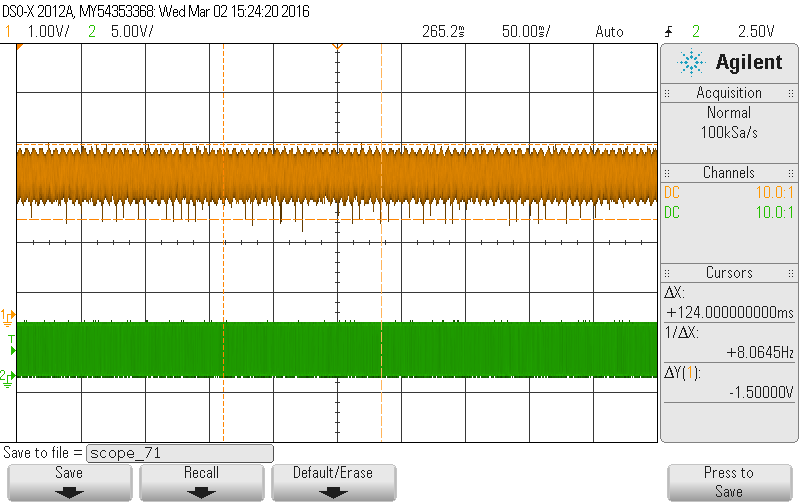 DSO-X 2012A, MY54353368: Wed Mar 02 15:24:20 2016
1 1.00V/ 2 5.00V/ 265.2ms 50.00ms/ Auto 2 2.50V
Agilent
Acquisition
Normal
100kSa/s
Channels
DC 10.0:1
DC 10.0:1
Cursors
ΔX:
+124.000000000ms
1/ΔX:
+8.0645Hz
ΔY(1):
-1.50000V
1
T
2
Save to file = scope_71
Save
Recall
Default/Erase
Press to
Save